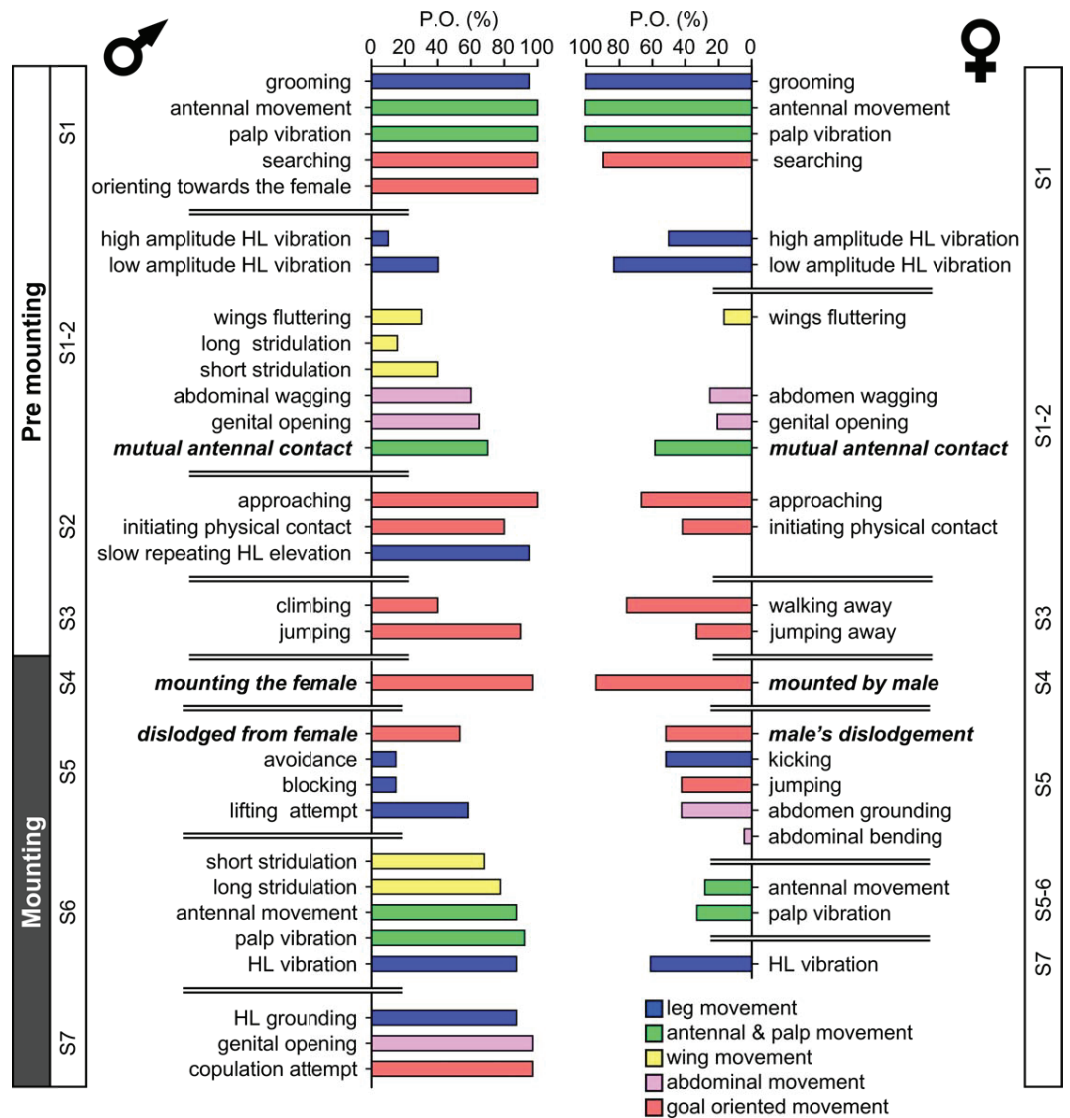 P.O. (%)
0 20 40 60 80 100
Pre mounting
Mounting
S1
grooming
antennal movement
palp vibration
searching
orienting towards the female
S1-2
high amplitude HL vibration
low amplitude HL vibration
wings fluttering
long stridulation
short stridulation
abdominal wagging
genital opening
mutual antennal contact
S2
approaching
initiating physical contact
slow repeating HL elevation
S3
climbing
jumping
S4
mounting the female
S5
dislodged from female
avoidance
blocking
lifting attempt
S6
short stridulation
long stridulation
antennal movement
palp vibration
HL vibration
S7
HL grounding
genital opening
copulation attempt
P.O. (%)
100 80 60 40 20 0
grooming
antennal movement
palp vibration
searching
high amplitude HL vibration
low amplitude HL vibration
S1
wings fluttering
abdomen wagging
genital opening
mutual antennal contact
approaching
initiating physical contact
S1-2
walking away
jumping away
S3
mounted by male
S4
male's dislodgement
kicking
jumping
abdomen grounding
abdominal bending
S5
antennal movement
palp vibration
S5-6
HL vibration
S7
leg movement
antennal & palp movement
wing movement
abdominal movement
goal oriented movement